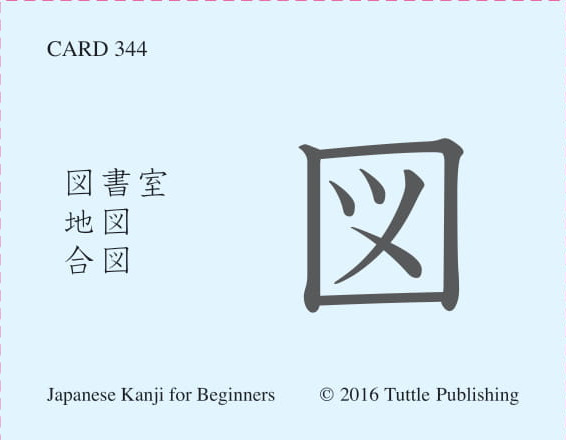 CARD 344
図書室
地図
合図
図
Japanese Kanji for Beginners © 2016 Tuttle Publishing